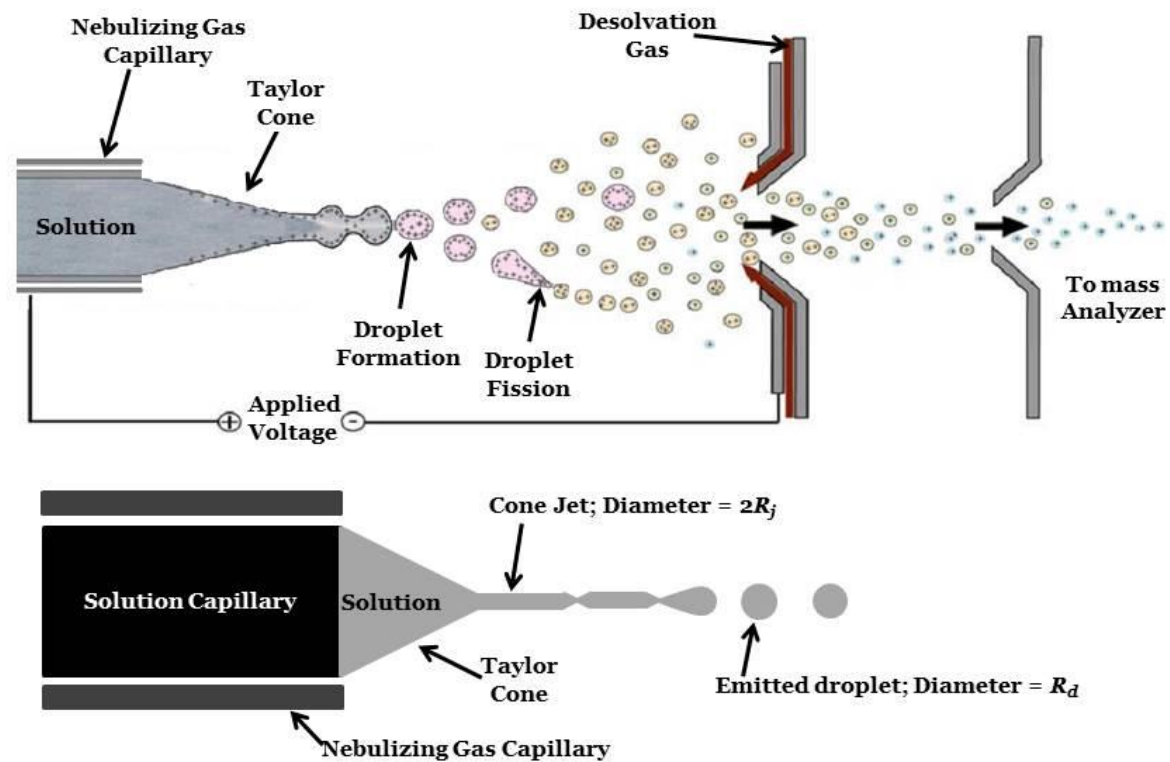 Nebulizing Gas
Capillary
Desolvation
Gas
Taylor
Cone
Solution
Droplet
Formation
Droplet
Fission
To mass
Analyzer
+ Applied -
Voltage
Cone Jet; Diameter = 2Rj
Solution Capillary
Solution
Taylor
Cone
Emitted droplet; Diameter = Rd
Nebulizing Gas Capillary